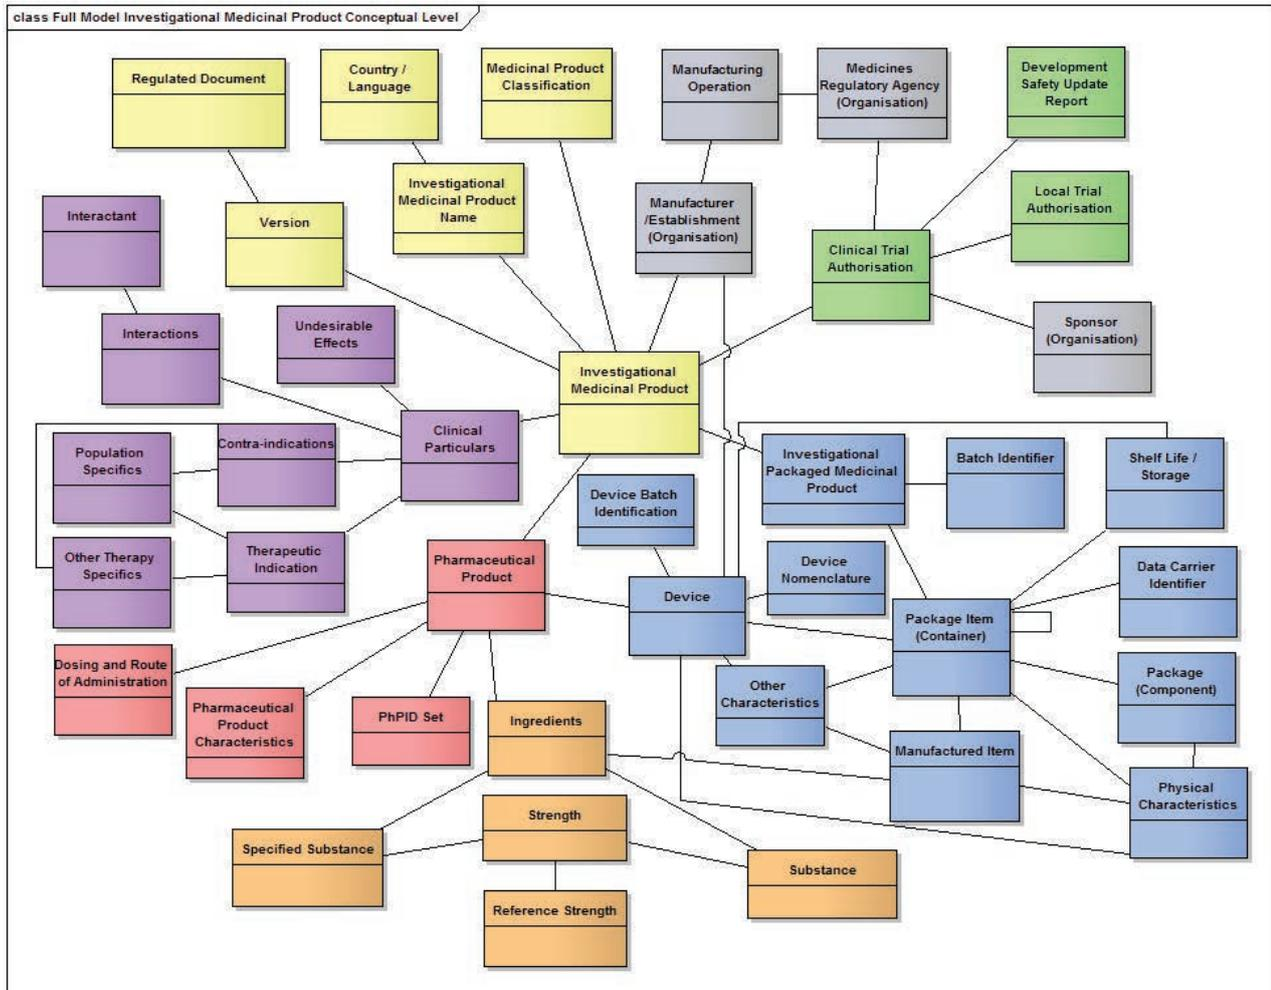 class Full Model Investigational Medicinal Product Conceptual Level
Regulated Document
Country /
Language
Medicinal Product
Classification
Manufacturing
Operation
Medicines
Regulatory Agency
(Organisation)
Development
Safety Update
Report
Interactant
Version
Investigational
Medicinal Product
Name
Manufacturer
/Establishment
(Organisation)
Clinical Trial
Authorisation
Local Trial
Authorisation
Interactions
Undesirable
Effects
Investigational
Medicinal Product
Sponsor
(Organisation)
Population
Specifics
Contra-indications
Clinical
Particulars
Device Batch
Identification
Investigational
Packaged Medicinal
Product
Batch Identifier
Shelf Life /
Storage
Other Therapy
Specifics
Therapeutic
Indication
Pharmaceutical
Product
Device
Device
Nomenclature
Package Item
(Container)
Data Carrier
Identifier
Dosing and Route
of Administration
Pharmaceutical
Product
Characteristics
PhPID Set
Ingredients
Other
Characteristics
Manufactured Item
Package
(Component)
Physical
Characteristics
Specified Substance
Strength
Substance
Reference Strength